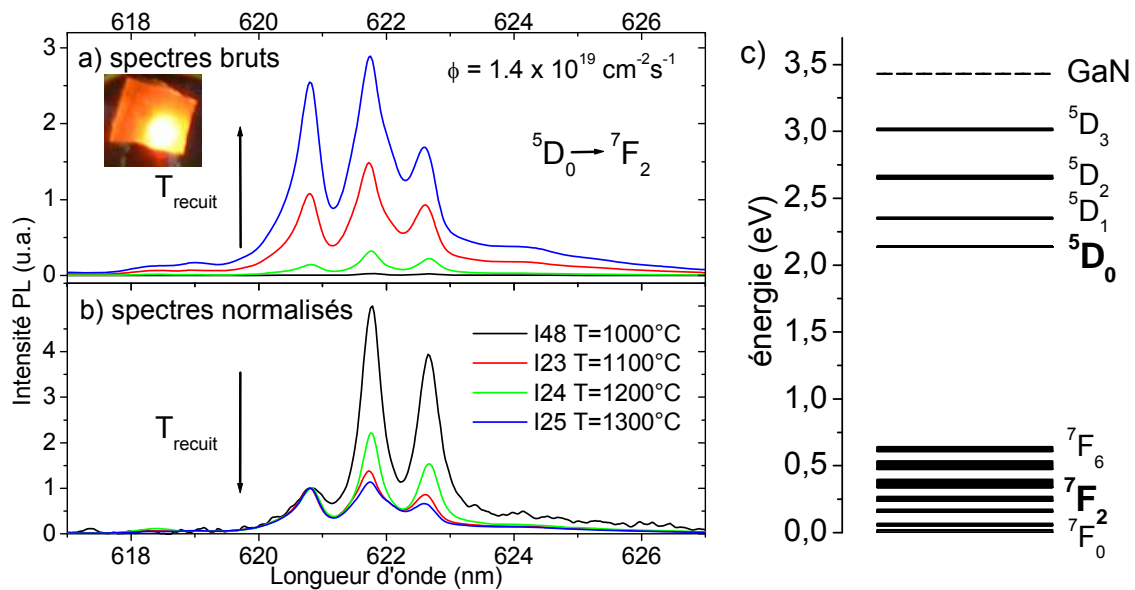 618 620 622 624 626
a) spectres bruts
ϕ = 1.4 x 10¹⁹ cm⁻²s⁻¹
⁵D₀ → ⁷F₂
T_recuit
3
2
1
0
Intensité PL (u.a.)
b) spectres normalisés
I48 T=1000°C
I23 T=1100°C
I24 T=1200°C
I25 T=1300°C
T_recuit
4
3
2
1
0
618 620 622 624 626
Longueur d'onde (nm)
c)
énergie (eV)
3,5
3,0
2,5
2,0
1,5
1,0
0,5
0,0
GaN
⁵D₃
⁵D₂
⁵D₁
⁵D₀
⁷F₆
⁷F₂
⁷F₀